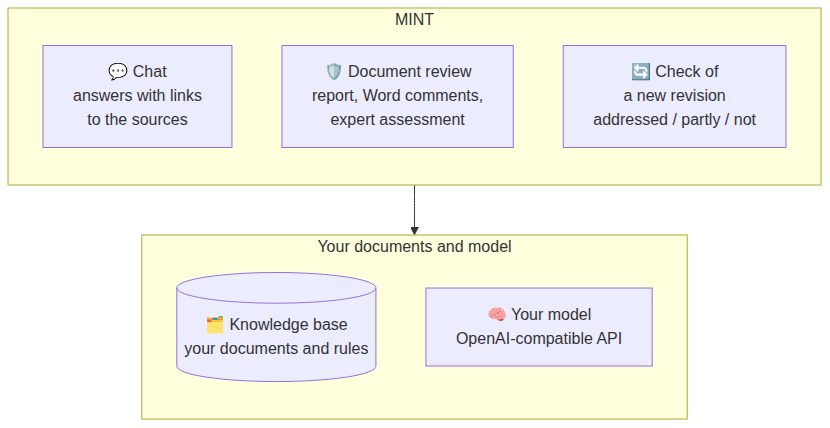 MINT
💬 Chat
answers with links
to the sources
🛡️ Document review
report, Word comments,
expert assessment
🔄 Check of
a new revision
addressed / partly / not
Your documents and model
🗂️ Knowledge base
your documents and rules
🧠 Your model
OpenAI-compatible API